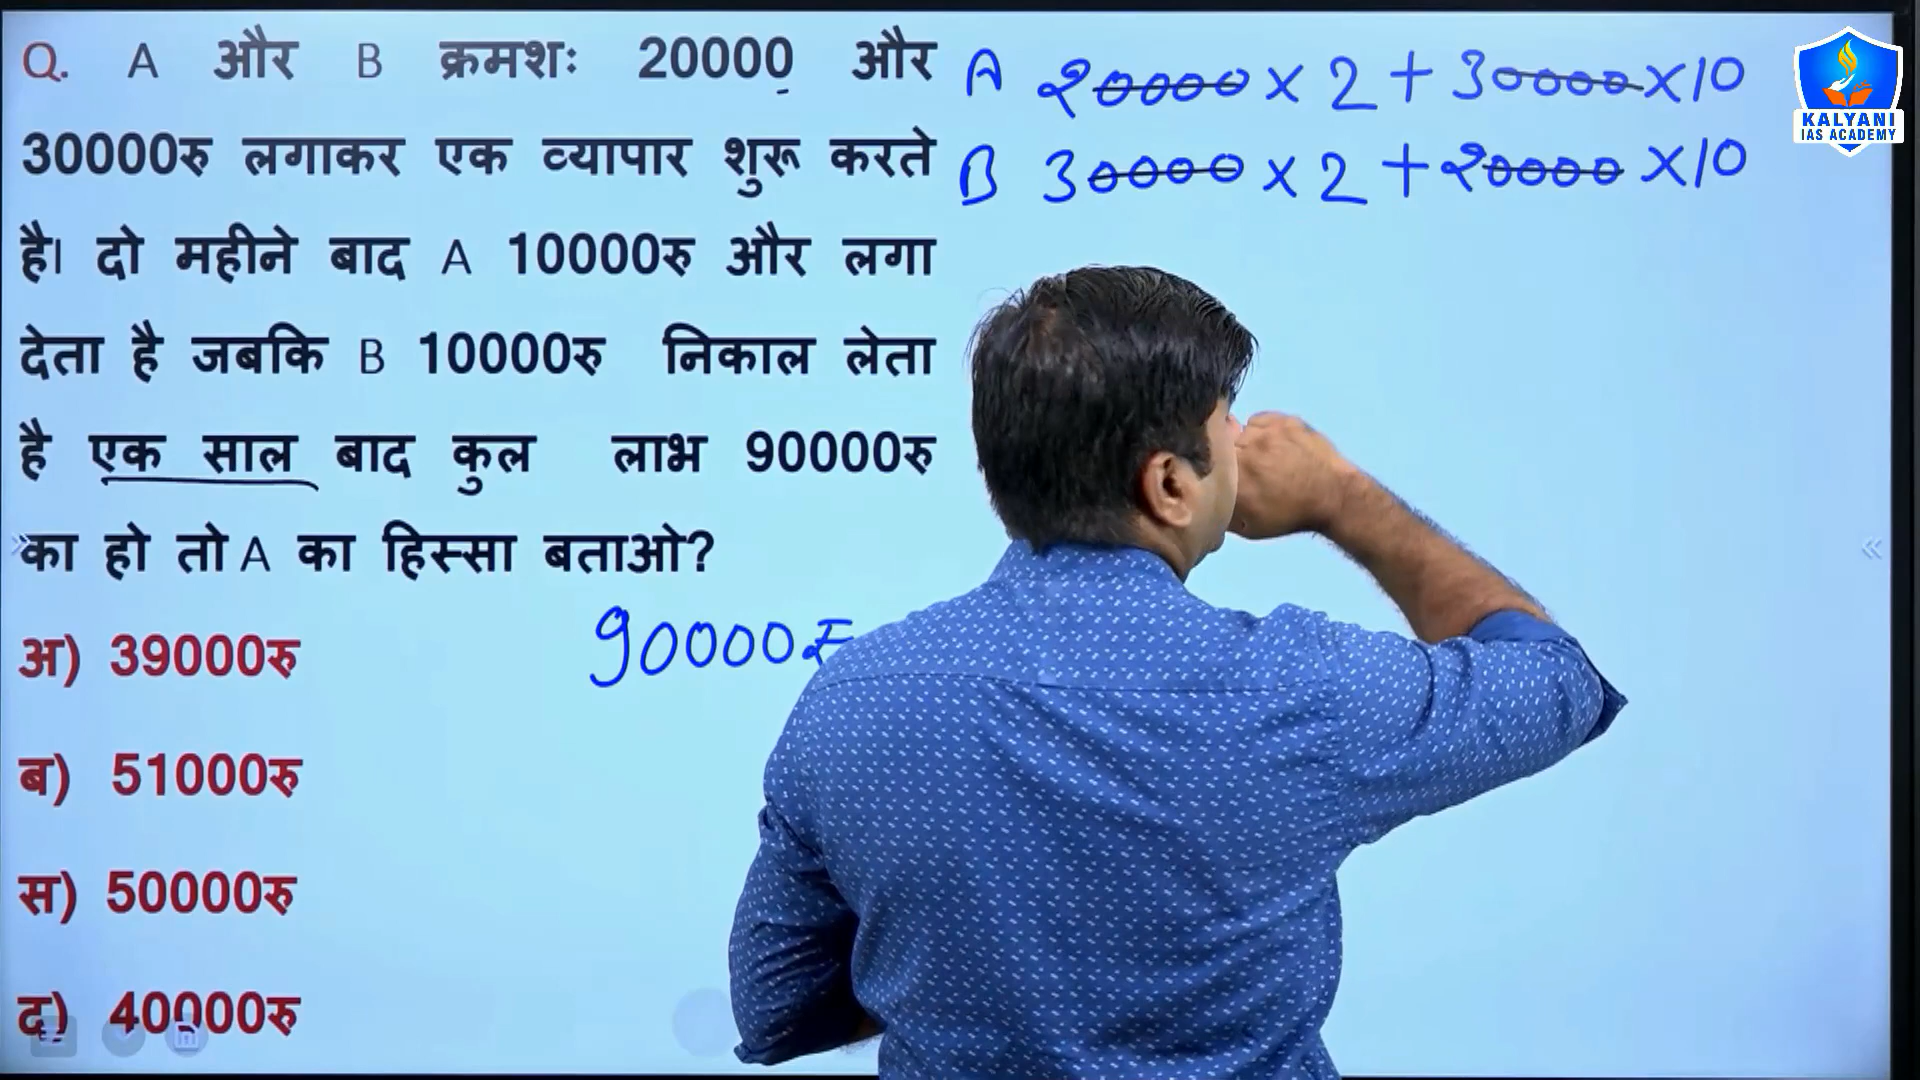 Q. A और B क्रमशः 20000 और
30000रु लगाकर एक व्यापार शुरू करते
है। दो महीने बाद A 10000रु और लगा
देता है जबकि B 10000रु निकाल लेता
है एक साल बाद कुल लाभ 90000रु
का हो तो A का हिस्सा बताओ?
अ) 39000रु
ब) 51000रु
स) 50000रु
द) 40000रु
90000₹
A 20000 × 2 + 30000 × 10
B 30000 × 2 + 20000 × 10
KALYANI
IAS ACADEMY